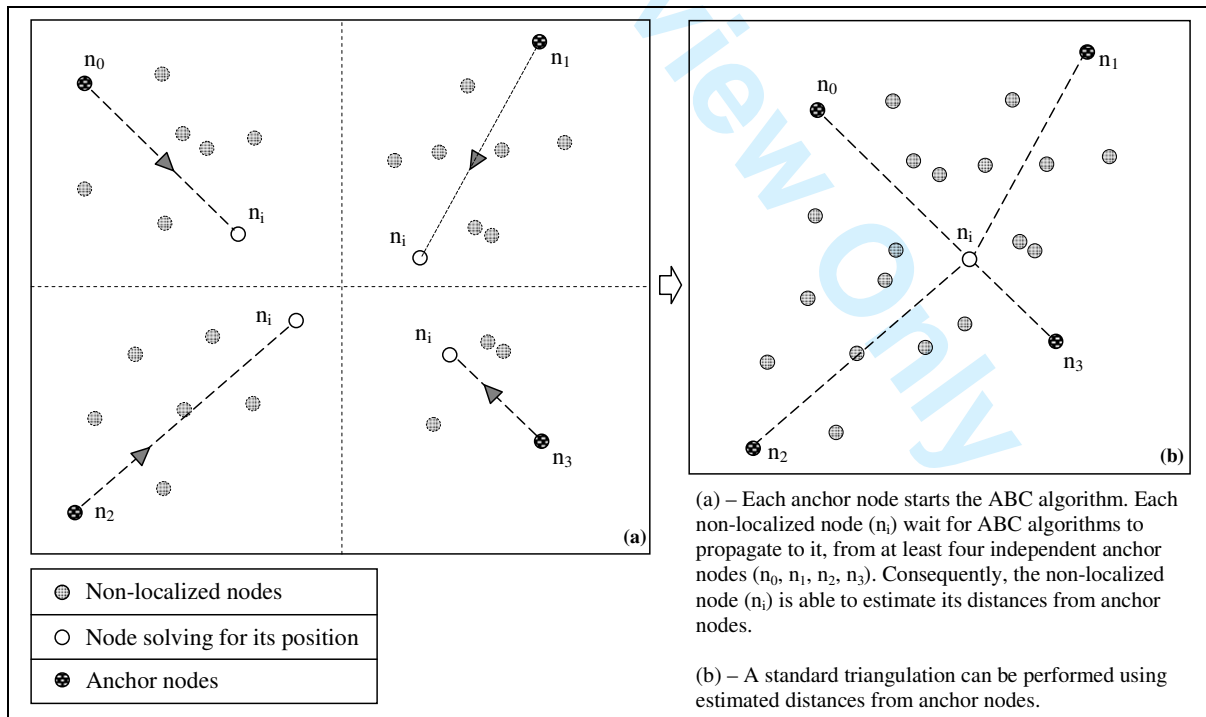 n0
ni
n1
ni
ni
n2
ni
n3
(a)
n0
n1
ni
n3
n2
(b)
view Only
Non-localized nodes
Node solving for its position
Anchor nodes
(a) – Each anchor node starts the ABC algorithm. Each
non-localized node (ni) wait for ABC algorithms to
propagate to it, from at least four independent anchor
nodes (n0, n1, n2, n3). Consequently, the non-localized
node (ni) is able to estimate its distances from anchor
nodes.
(b) – A standard triangulation can be performed using
estimated distances from anchor nodes.